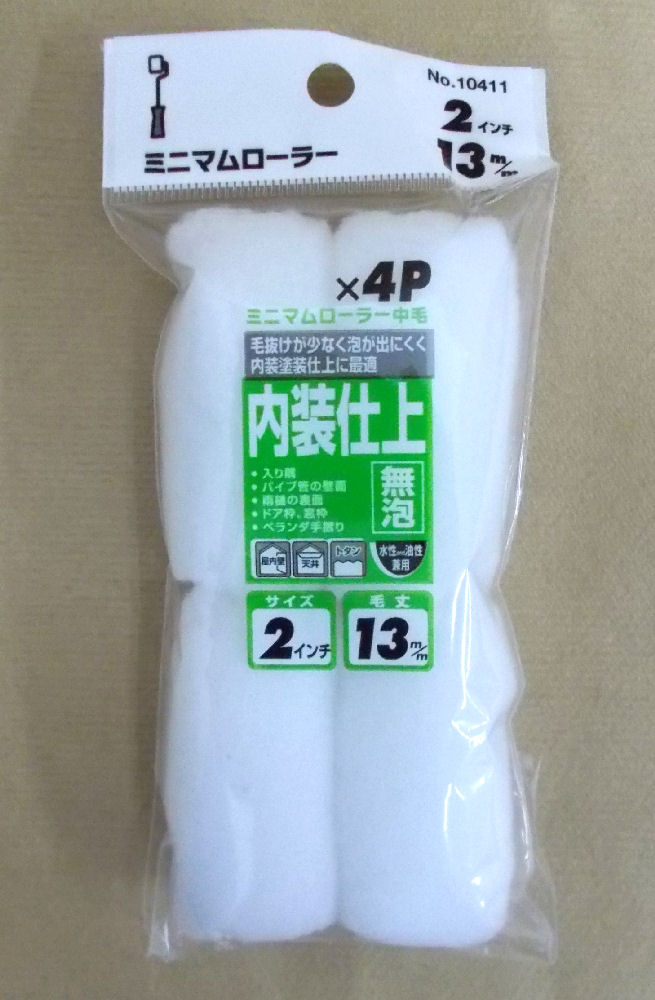 No.10411
2インチ
13m/m
ミニマムローラー
×4P
ミニマムローラー中毛
毛抜けが少なく泡が出にくく
内装塗装仕上に最適
内装仕上
・入り隅
・パイプ管の壁面
・雨樋の裏面
・ドア枠、窓枠
・ベランダ手摺り
無泡
屋内壁
天井
トタン
水性and油性
兼用
サイズ
2インチ
毛丈
13m/m